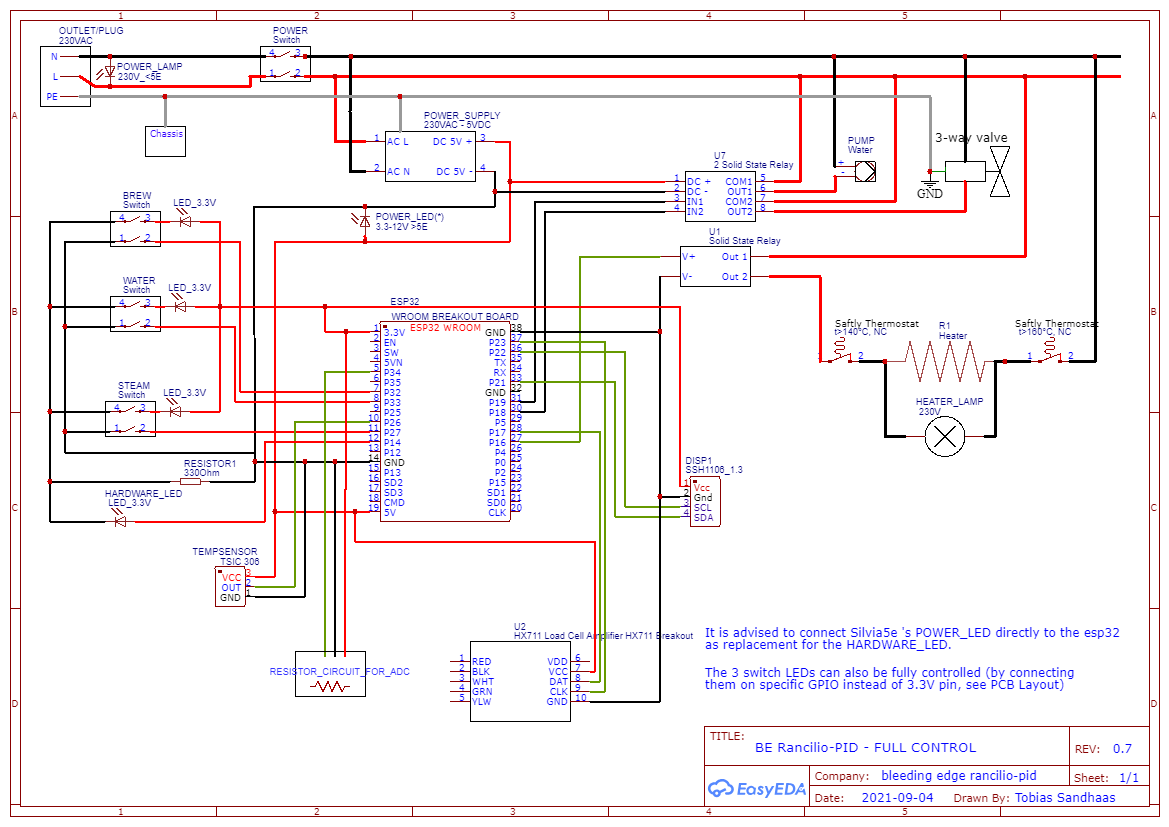 1 2 3 4 5
A A
B B
C C
D D
1 2 3 4 5
OUTLET/PLUG
230VAC
N
L
PE
POWER_LAMP
230V_<5E
POWER
Switch
4 3
1 2
Chassis
POWER_SUPPLY
230VAC - 5VDC
1 AC L DC 5V + 3
2 AC N DC 5V - 4
POWER_LED(*)
3.3-12V >5E
U7
2 Solid State Relay
1 DC + COM1 5
2 DC - OUT1 6
3 IN1 COM2 7
4 IN2 OUT2 8
PUMP
Water
+
-
3-way valve
GND
U1
Solid State Relay
V+ Out 1
V- Out 2
BREW
Switch
LED_3.3V
4 3
1 2
WATER
Switch
LED_3.3V
4 3
1 2
STEAM
Switch
LED_3.3V
4 3
1 2
RESISTOR1
330Ohm
HARDWARE_LED
LED_3.3V
Saftly Thermostat
t>140°C, NC
1 2
R1
Heater
Saftly Thermostat
t>160°C, NC
1 2
HEATER_LAMP
230V
ESP32
WROOM BREAKOUT BOARD
ESP32 WROOM
1 3.3V GND 38
2 EN P23 37
3 SW P22 36
4 5VN TX 35
5 P34 RX 34
6 P35 P21 33
7 P32 GND 32
8 P33 P19 31
9 P25 P18 30
10 P26 P5 29
11 P27 P17 28
12 P14 P16 27
13 P12 P4 26
14 GND P0 25
15 P13 P2 24
16 SD2 P15 23
17 SD3 SD1 22
18 CMD SD0 21
19 5V CLK 20
DISP1
SSH1106_1.3
1 Vcc
2 Gnd
3 SCL
4 SDA
TEMPSENSOR
TSIC 306
VCC 3
OUT 2
GND 1
RESISTOR_CIRCUIT_FOR_ADC
U2
HX711 Load Cell Amplifier HX711 Breakout
1 RED VDD 6
2 BLK VCC 7
3 WHT DAT 8
4 GRN CLK 9
5 YLW GND 10
It is advised to connect Silvia5e 's POWER_LED directly to the esp32
as replacement for the HARDWARE_LED.
The 3 switch LEDs can also be fully controlled (by connecting
them on specific GPIO instead of 3.3V pin, see PCB Layout)
TITLE:
BE Rancilio-PID - FULL CONTROL
REV: 0.7
EasyEDA
Company: bleeding edge rancilio-pid
Sheet: 1/1
Date: 2021-09-04 Drawn By: Tobias Sandhaas